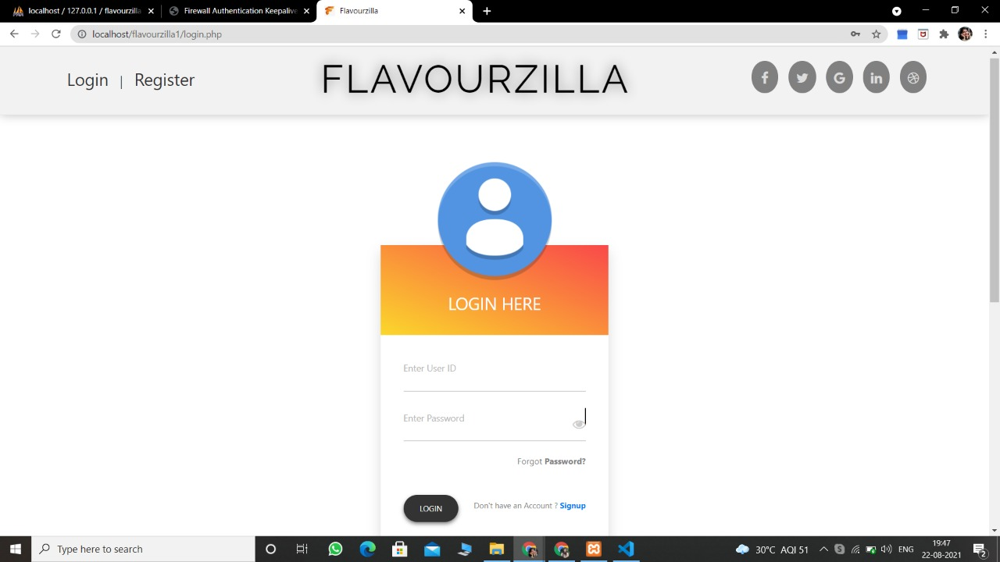 localhost / 127.0.0.1 / flavourzilla
Firewall Authentication Keepalive
Flavourzilla
localhost/flavourzilla1/login.php
Login | Register
FLAVOURZILLA
LOGIN HERE
Enter User ID
Enter Password
Forgot Password?
LOGIN
Don't have an Account ? Signup
Type here to search
30°C AQI 51
ENG
19:47
22-08-2021
2